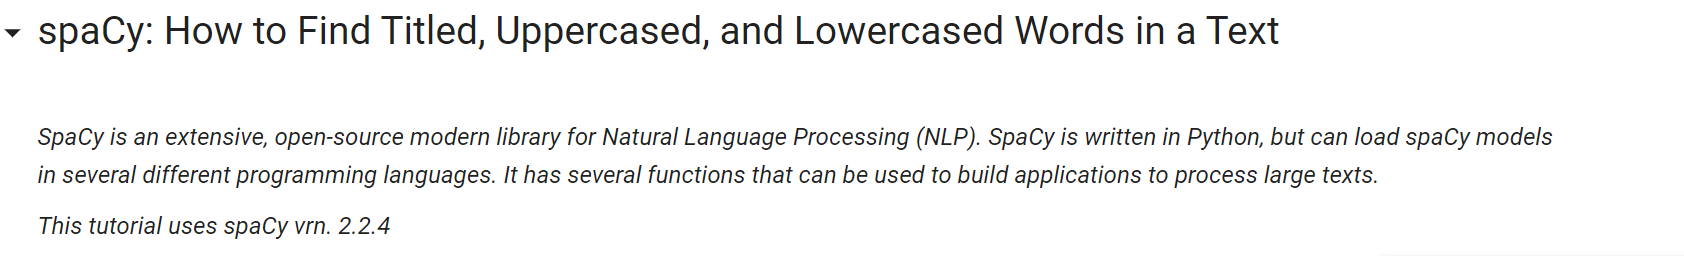 spaCy: How to Find Titled, Uppercased, and Lowercased Words in a Text
SpaCy is an extensive, open-source modern library for Natural Language Processing (NLP). SpaCy is written in Python, but can load spaCy models
in several different programming languages. It has several functions that can be used to build applications to process large texts.
This tutorial uses spaCy vrn. 2.2.4